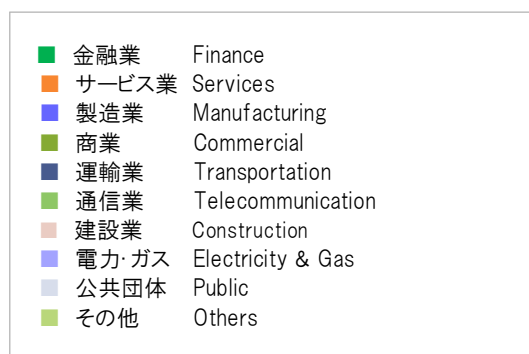 金融業 Finance
サービス業 Services
製造業 Manufacturing
商業 Commercial
運輸業 Transportation
通信業 Telecommunication
建設業 Construction
電力・ガス Electricity & Gas
公共団体 Public
その他 Others